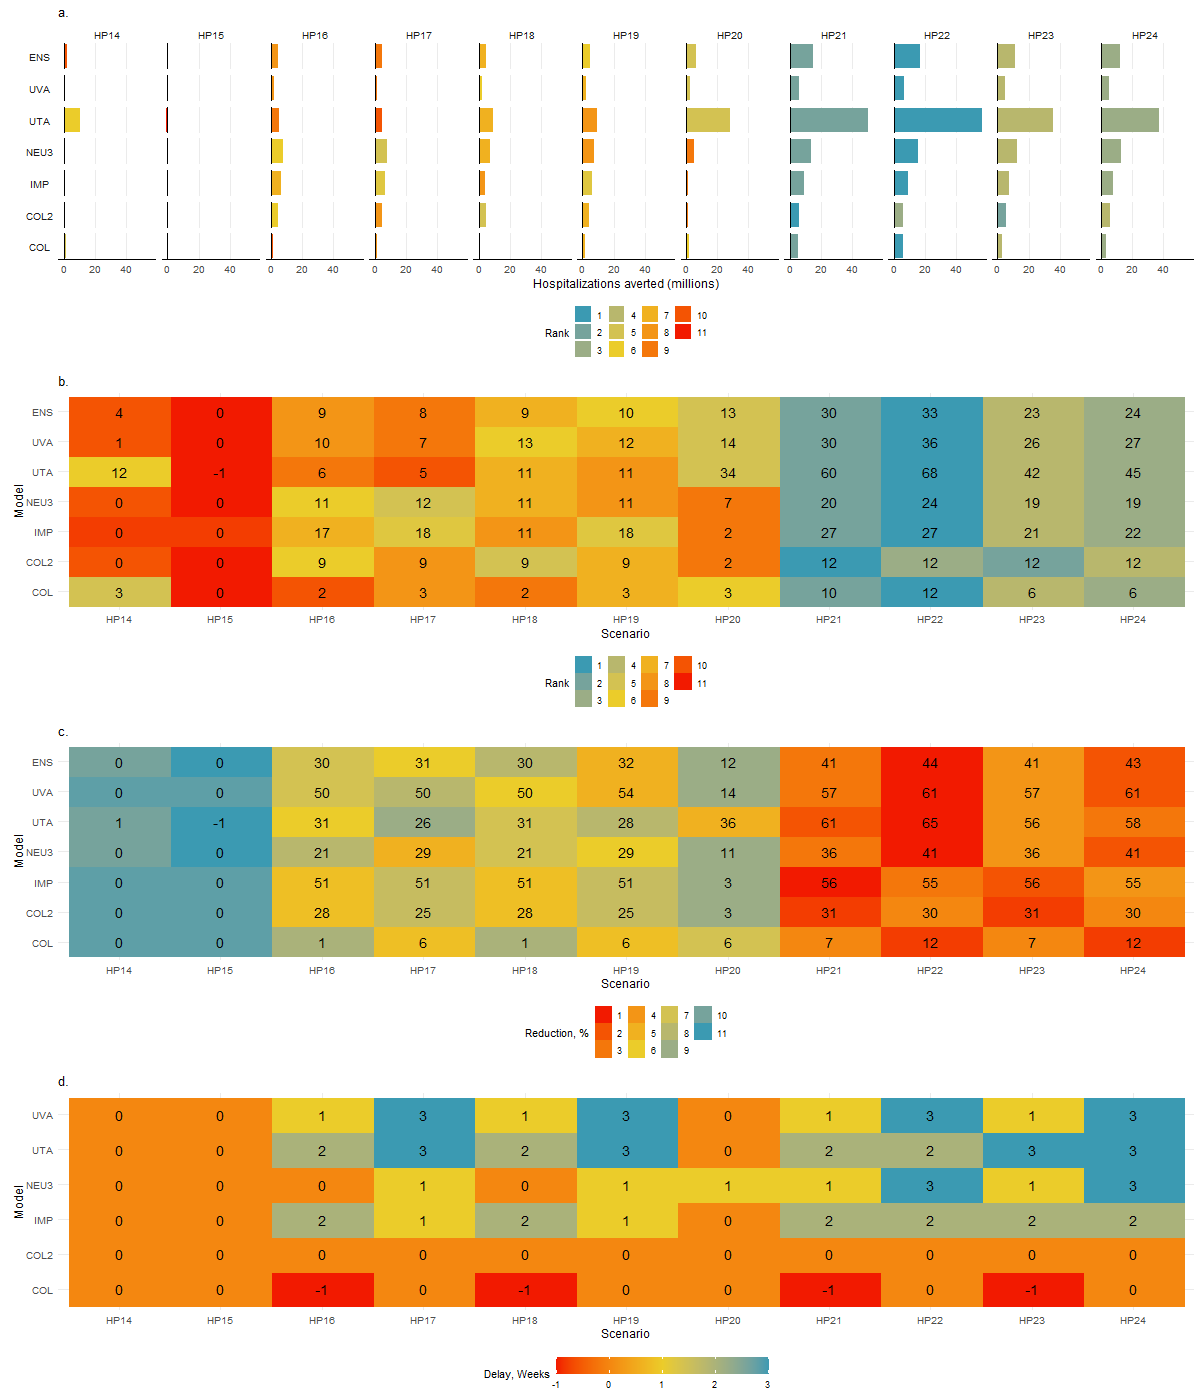 a.
HP14 HP15 HP16 HP17 HP18 HP19 HP20 HP21 HP22 HP23 HP24
ENS
UVA
UTA
NEU3
IMP
COL2
COL
0 20 40 0 20 40 0 20 40 0 20 40 0 20 40 0 20 40 0 20 40 0 20 40 0 20 40 0 20 40 0 20 40
Hospitalizations averted (millions)
1 4 7 10
Rank 2 5 8 11
3 6 9
b.
ENS 4 0 9 8 9 10 13 30 33 23 24
UVA 1 0 10 7 13 12 14 30 36 26 27
UTA 12 -1 6 5 11 11 34 60 68 42 45
NEU3 0 0 11 12 11 11 7 20 24 19 19
IMP 0 0 17 18 11 18 2 27 27 21 22
COL2 0 0 9 9 9 9 2 12 12 12 12
COL 3 0 2 3 2 3 3 10 12 6 6
Model
HP14 HP15 HP16 HP17 HP18 HP19 HP20 HP21 HP22 HP23 HP24
Scenario
1 4 7 10
Rank 2 5 8 11
3 6 9
c.
ENS 0 0 30 31 30 32 12 41 44 41 43
UVA 0 0 50 50 50 54 14 57 61 57 61
UTA 1 -1 31 26 31 28 36 61 65 56 58
NEU3 0 0 21 29 21 29 11 36 41 36 41
IMP 0 0 51 51 51 51 3 56 55 56 55
COL2 0 0 28 25 28 25 3 31 30 31 30
COL 0 0 1 6 1 6 6 7 12 7 12
Model
HP14 HP15 HP16 HP17 HP18 HP19 HP20 HP21 HP22 HP23 HP24
Scenario
1 4 7 10
Reduction, % 2 5 8 11
3 6 9
d.
UVA 0 0 1 3 1 3 0 1 3 1 3
UTA 0 0 2 3 2 3 0 2 2 3 3
NEU3 0 0 0 1 0 1 1 1 3 1 3
IMP 0 0 2 1 2 1 0 2 2 2 2
COL2 0 0 0 0 0 0 0 0 0 0 0
COL 0 0 -1 0 -1 0 0 -1 0 -1 0
Model
HP14 HP15 HP16 HP17 HP18 HP19 HP20 HP21 HP22 HP23 HP24
Scenario
Delay, Weeks
-1 0 1 2 3